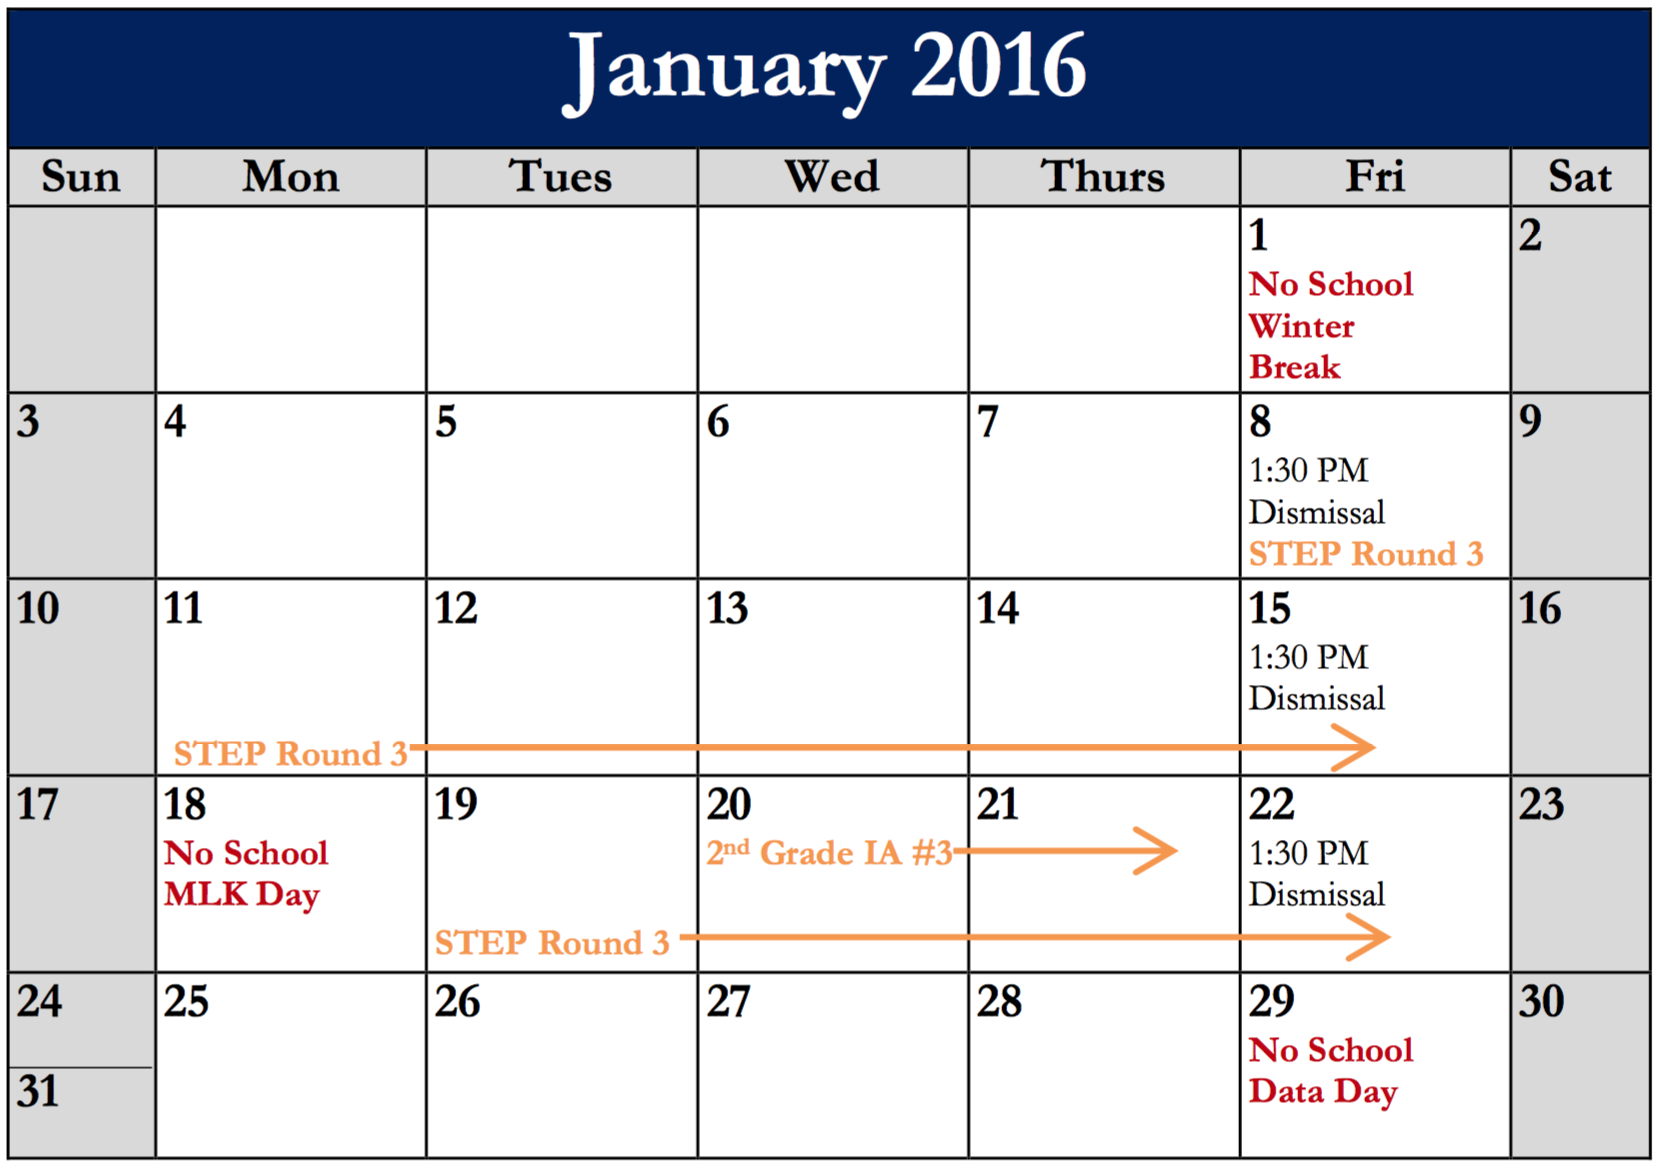 January 2016
Sun Mon Tues Wed Thurs Fri Sat
1 2
No School
Winter
Break
3 4 5 6 7 8 9
1:30 PM
Dismissal
STEP Round 3
10 11 12 13 14 15 16
1:30 PM
Dismissal
STEP Round 3
17 18 19 20 21 22 23
No School 2nd Grade IA #3 1:30 PM
MLK Day Dismissal
STEP Round 3
24 25 26 27 28 29 30
No School
31 Data Day